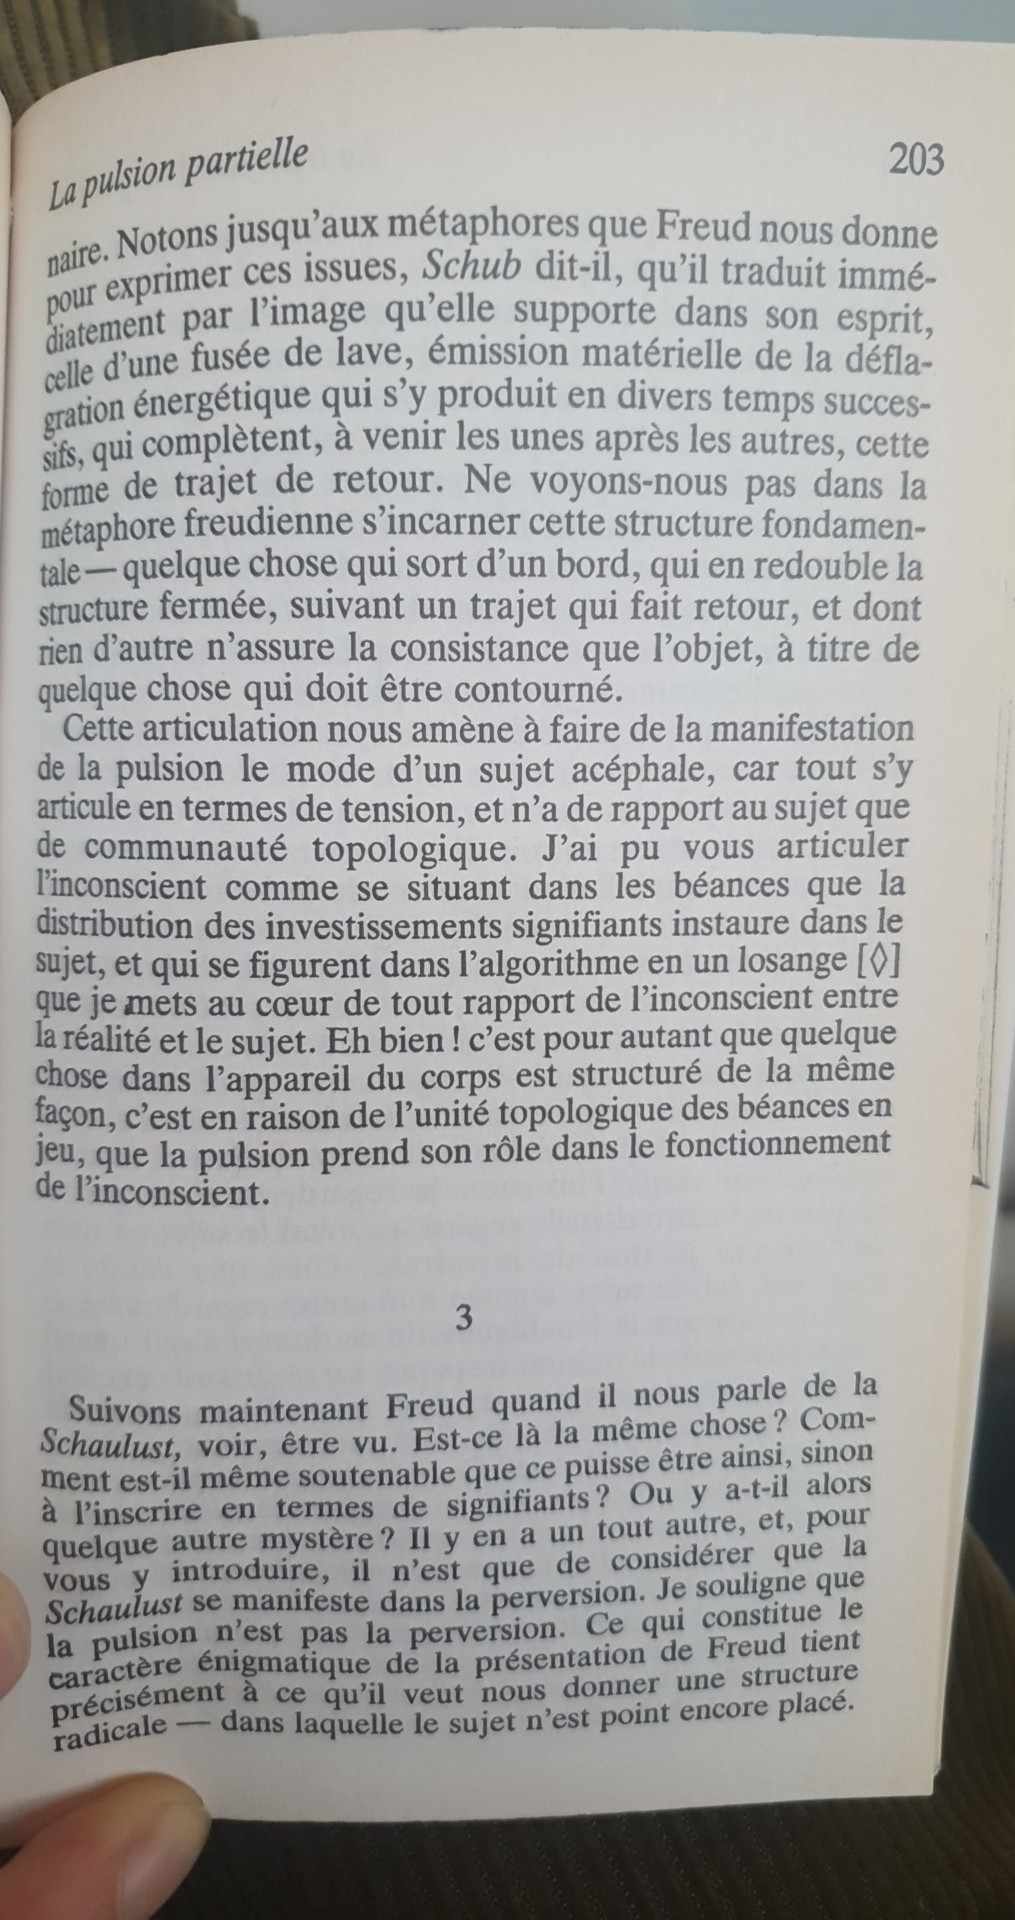 La pulsion partielle 203
naire. Notons jusqu'aux métaphores que Freud nous donne
pour exprimer ces issues, Schub dit-il, qu'il traduit immé-
diatement par l'image qu'elle supporte dans son esprit,
celle d'une fusée de lave, émission matérielle de la défla-
gration énergétique qui s'y produit en divers temps succes-
sifs, qui complètent, à venir les unes après les autres, cette
forme de trajet de retour. Ne voyons-nous pas dans la
métaphore freudienne s'incarner cette structure fondamen-
tale — quelque chose qui sort d'un bord, qui en redouble la
structure fermée, suivant un trajet qui fait retour, et dont
rien d'autre n'assure la consistance que l'objet, à titre de
quelque chose qui doit être contourné.
Cette articulation nous amène à faire de la manifestation
de la pulsion le mode d'un sujet acéphale, car tout s'y
articule en termes de tension, et n'a de rapport au sujet que
de communauté topologique. J'ai pu vous articuler
l'inconscient comme se situant dans les béances que la
distribution des investissements signifiants instaure dans le
sujet, et qui se figurent dans l'algorithme en un losange [◊]
que je mets au cœur de tout rapport de l'inconscient entre
la réalité et le sujet. Eh bien ! c'est pour autant que quelque
chose dans l'appareil du corps est structuré de la même
façon, c'est en raison de l'unité topologique des béances en
jeu, que la pulsion prend son rôle dans le fonctionnement
de l'inconscient.
3
Suivons maintenant Freud quand il nous parle de la
Schaulust, voir, être vu. Est-ce là la même chose ? Com-
ment est-il même soutenable que ce puisse être ainsi, sinon
à l'inscrire en termes de signifiants ? Ou y a-t-il alors
quelque autre mystère ? Il y en a un tout autre, et, pour
vous y introduire, il n'est que de considérer que la
Schaulust se manifeste dans la perversion. Je souligne que
la pulsion n'est pas la perversion. Ce qui constitue le
caractère énigmatique de la présentation de Freud tient
précisément à ce qu'il veut nous donner une structure
radicale — dans laquelle le sujet n'est point encore placé.